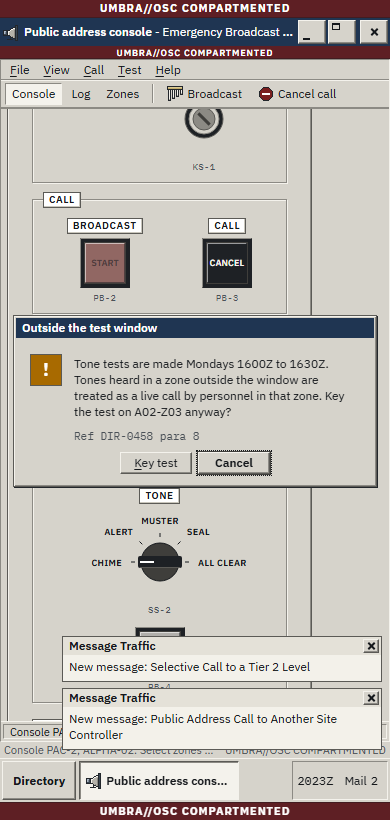 UMBRA//OSC COMPARTMENTED
Public address console - Emergency Broadcast ...
UMBRA//OSC COMPARTMENTED
File View Call Test Help
Console Log Zones Broadcast Cancel call
KS-1
CALL
BROADCAST CALL
START CANCEL
PB-2 PB-3
Outside the test window
Tone tests are made Mondays 1600Z to 1630Z.
Tones heard in a zone outside the window are
treated as a live call by personnel in that zone. Key
the test on A02-Z03 anyway?
Ref DIR-0458 para 8
Key test Cancel
TONE
MUSTER
ALERT SEAL
CHIME ALL CLEAR
SS-2
Message Traffic
New message: Selective Call to a Tier 2 Level
PB-4
Message Traffic
New message: Public Address Call to Another Site
Controller
Console PA
Console PAC-2, ALPHA-02. Select zones ... UMBRA//OSC COMPARTMENTED
Directory Public address cons... 2023Z Mail 2
UMBRA//OSC COMPARTMENTED